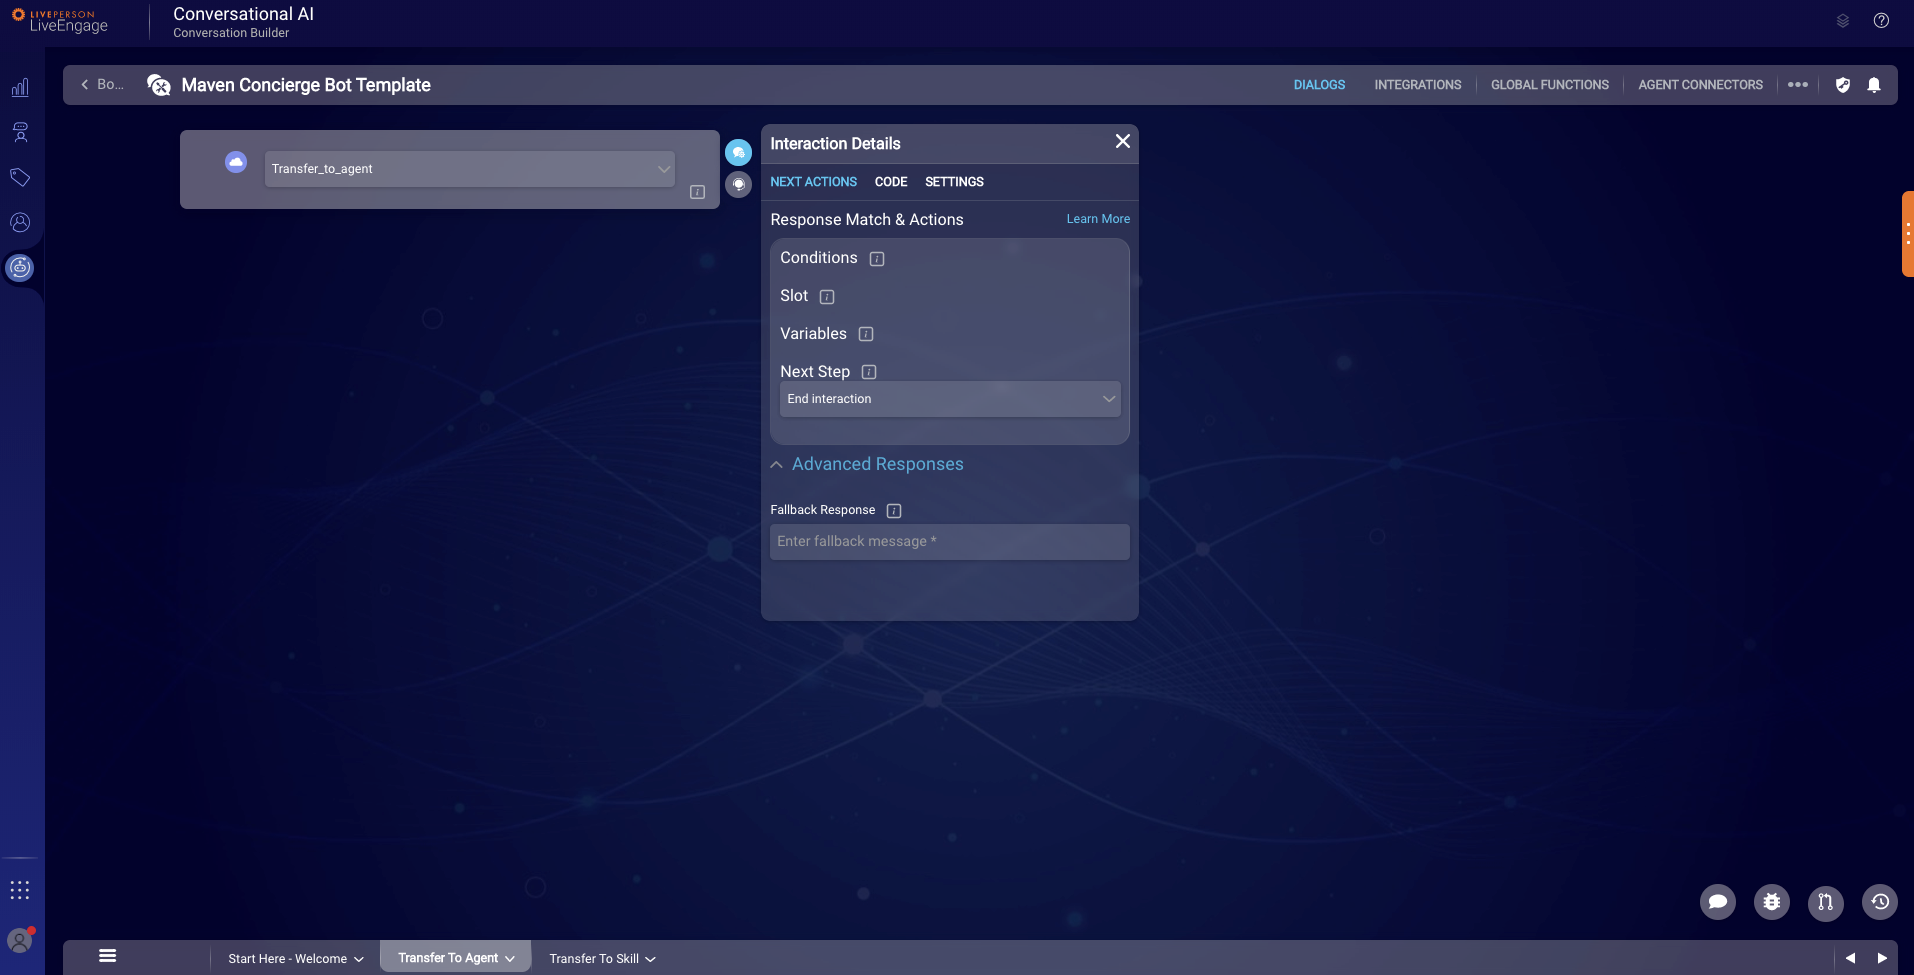 LIVEPERSON
LiveEngage
Conversational AI
Conversation Builder
Bo...
Maven Concierge Bot Template
DIALOGS
INTEGRATIONS
GLOBAL FUNCTIONS
AGENT CONNECTORS
Transfer_to_agent
Interaction Details
NEXT ACTIONS
CODE
SETTINGS
Response Match & Actions
Learn More
Conditions
Slot
Variables
Next Step
End interaction
Advanced Responses
Fallback Response
Enter fallback message *
Start Here - Welcome
Transfer To Agent
Transfer To Skill